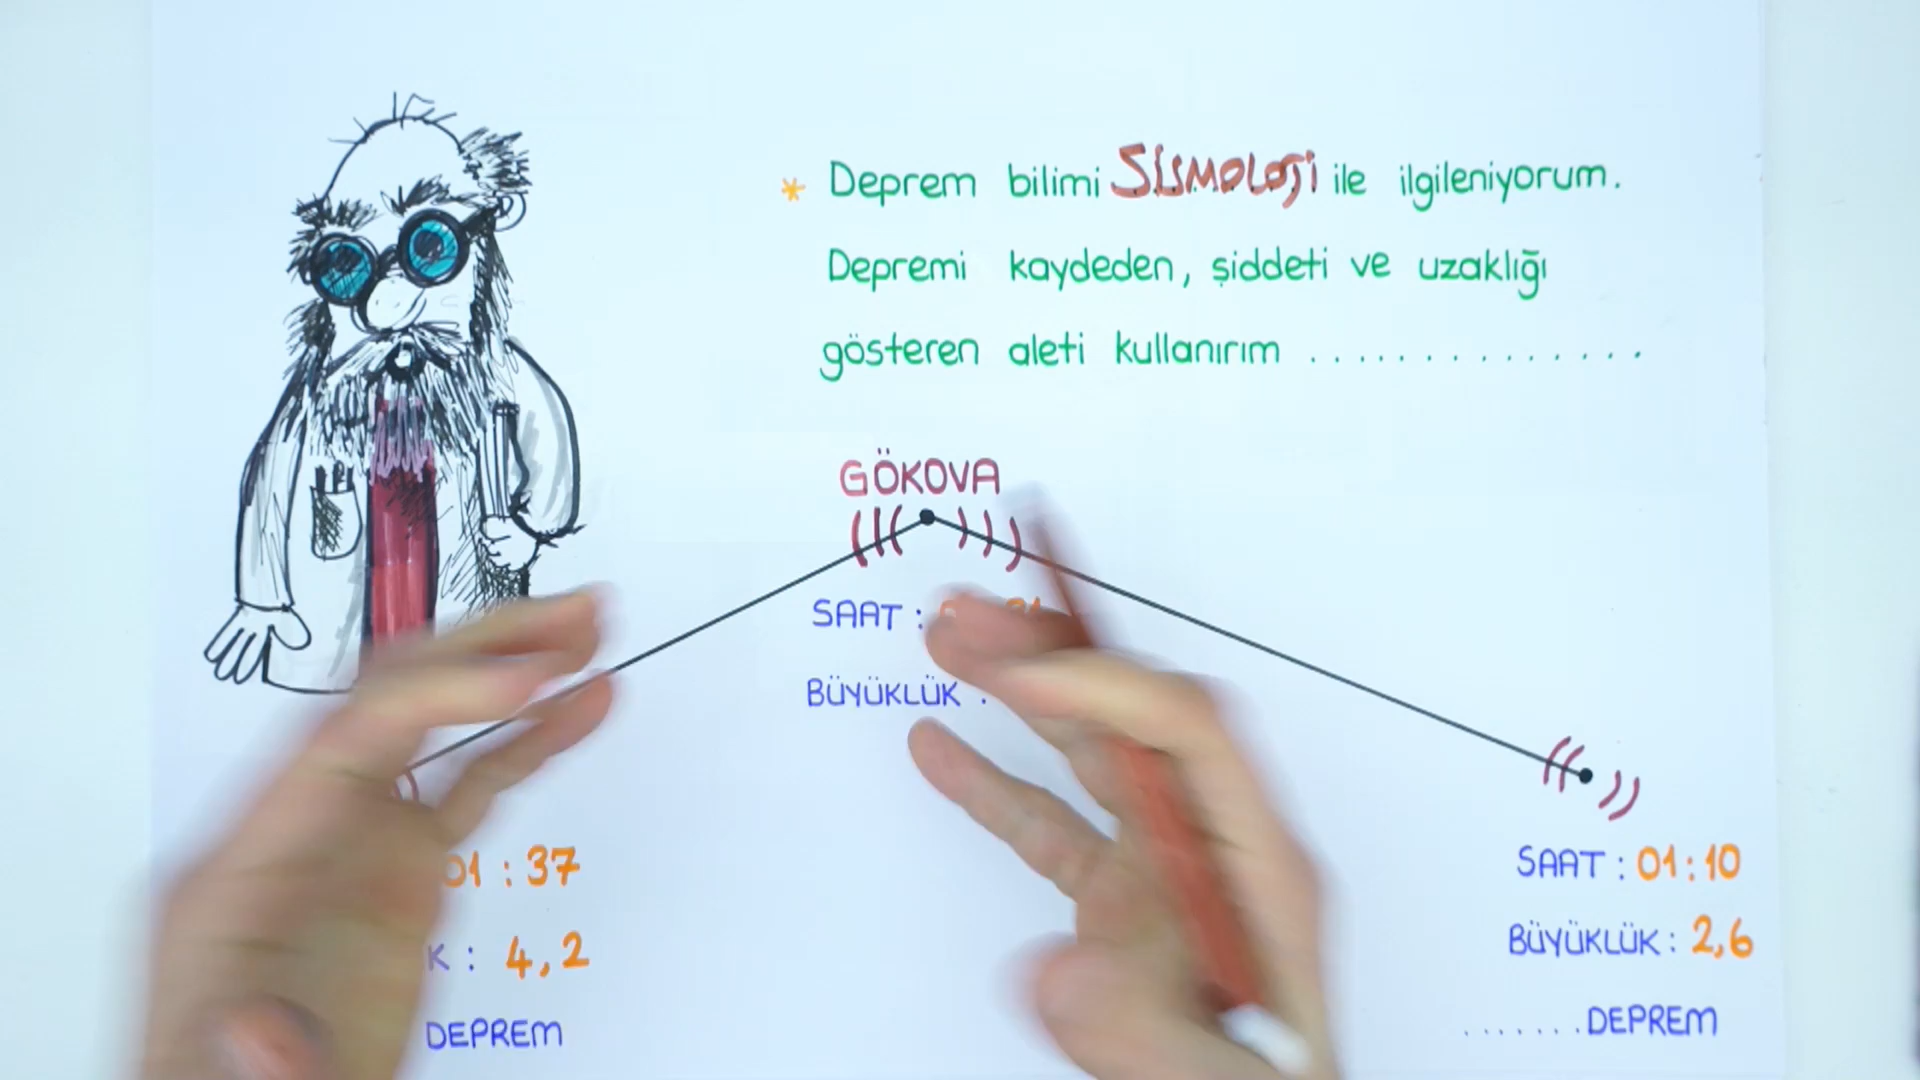 * Deprem bilimi SİSMOLOJİ ile ilgileniyorum.
Depremi kaydeden, şiddeti ve uzaklığı
gösteren aleti kullanırım ..............
GÖKOVA
SAAT :
BÜYÜKLÜK :
01 : 37
K : 4,2
DEPREM
SAAT : 01:10
BÜYÜKLÜK : 2,6
.......DEPREM